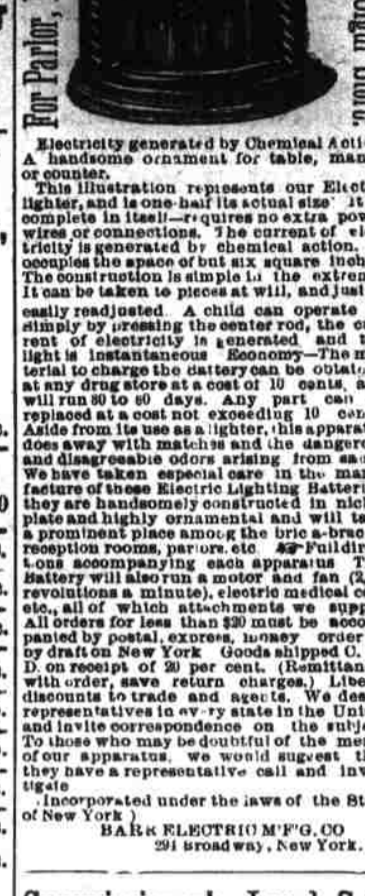 For Parlor,
Electricity generated by Chemical Acti
A handsome ornament for table, man
or counter.
This illustration represents our Elect
lighter, and is one-half its actual size It
complete in itself—requires no extra pow
wires or connections. The current of el
tricity is generated by chemical action.
occupies the space of but six square inch
The construction is simple in the extrem
It can be taken to pieces at will, and just
easily readjusted. A child can operate
simply by pressing the center rod, the c
rent of electricity is generated and t
light is instantaneous Economy—The m
terial to charge the Battery can be obtai
at any drug store at a cost of 10 cents, a
will run 30 to 60 days. Any part can
replaced at a cost not exceeding 10 cen
Aside from its use as a lighter, this apparat
does away with matches and the dangero
and disagreeable odors arising from sa
We have taken especial care in the man
facture of these Electric Lighting Batteri
they are handsomely constructed in nick
plate and highly ornamental and will ta
a prominent place among the bric a-brac
reception rooms, parlors. etc. ☞Full dir
tions accompanying each apparatus T
Battery will also run a motor and fan (2,
revolutions a minute), electric medical c
etc., all of which attachments we supp
All orders for less than $20 must be acco
panied by postal, express, money order
by draft on New York Goods shipped C.
D. on receipt of 20 per cent. (Remittan
with order, save return charges.) Libe
discounts to trade and agents. We des
representatives in every state in the Uni
and invite correspondence on the subj
To those who may be doubtful of the me
of our apparatus, we would suggest t
they have a representative call and inv
tigate
Incorporated under the laws of the St
of New York )
BARR ELECTRIC M'F'G. CO
291 Broadway, New York.